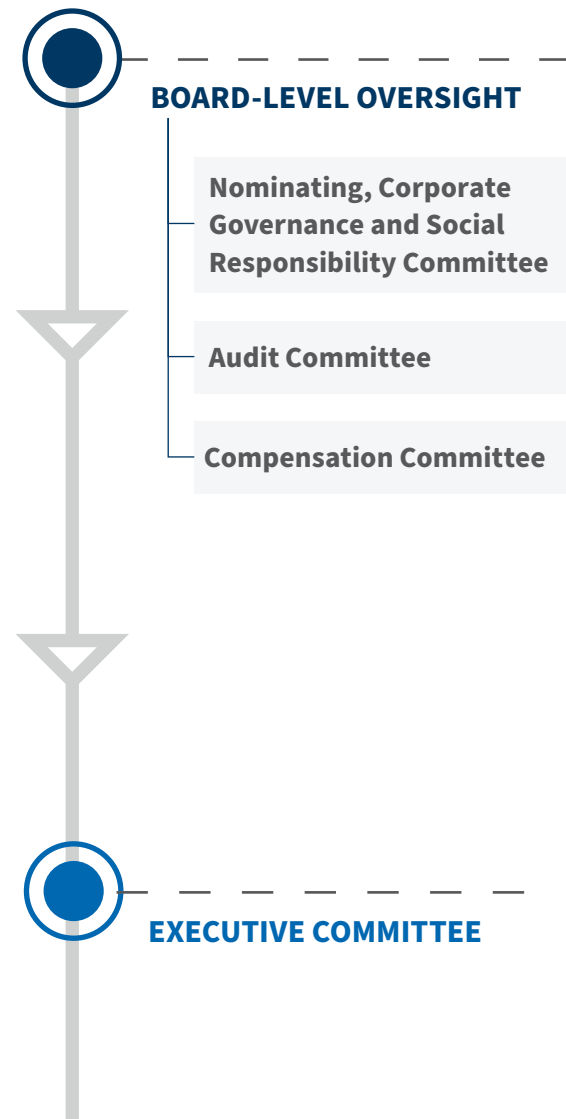 BOARD-LEVEL OVERSIGHT
Nominating, Corporate
Governance and Social
Responsibility Committee
Audit Committee
Compensation Committee
EXECUTIVE COMMITTEE